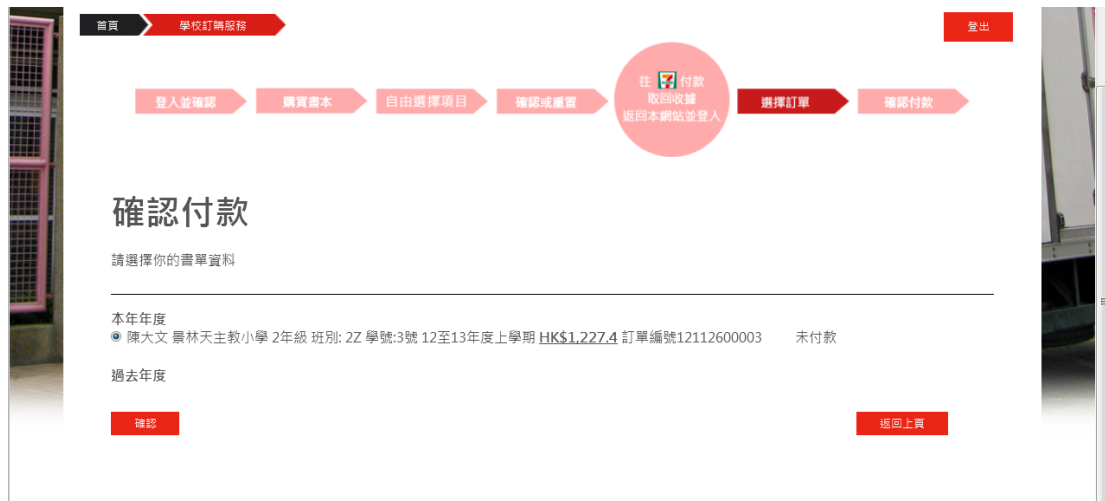 首頁
學校訂購服務
登出
登入並確認
購買書本
自由選擇項目
確認或重置
往 7 付款
取回收據
返回本網站並登入
選擇訂單
確認付款
確認付款
請選擇你的書單資料
本年年度
陳大文 景林天主教小學 2年級 班別: 2Z 學號:3號 12至13年度上學期 HK$1,227.4 訂單編號12112600003 未付款
過去年度
確認
返回上頁